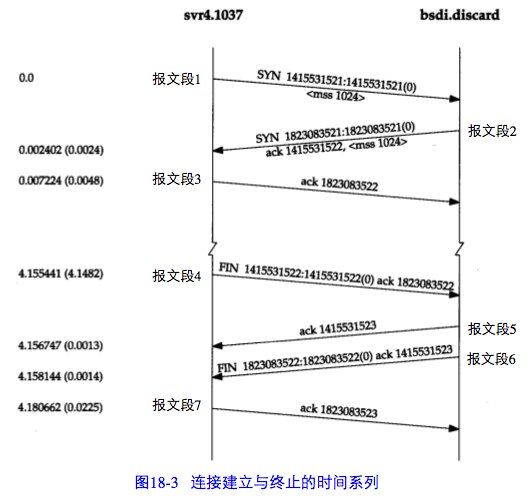 svr4.1037 bsdi.discard
0.0 报文段1 SYN 1415531521:1415531521(0)
<mss 1024>
SYN 1823083521:1823083521(0) 报文段2
0.002402 (0.0024) ack 1415531522, <mss 1024>
0.007224 (0.0048) 报文段3 ack 1823083522
4.155441 (4.1482) 报文段4 FIN 1415531522:1415531522(0) ack 1823083522
ack 1415531523 报文段5
4.156747 (0.0013)
FIN 1823083522:1823083522(0) ack 1415531523 报文段6
4.158144 (0.0014)
4.180662 (0.0225) 报文段7 ack 1823083523
图18-3 连接建立与终止的时间系列